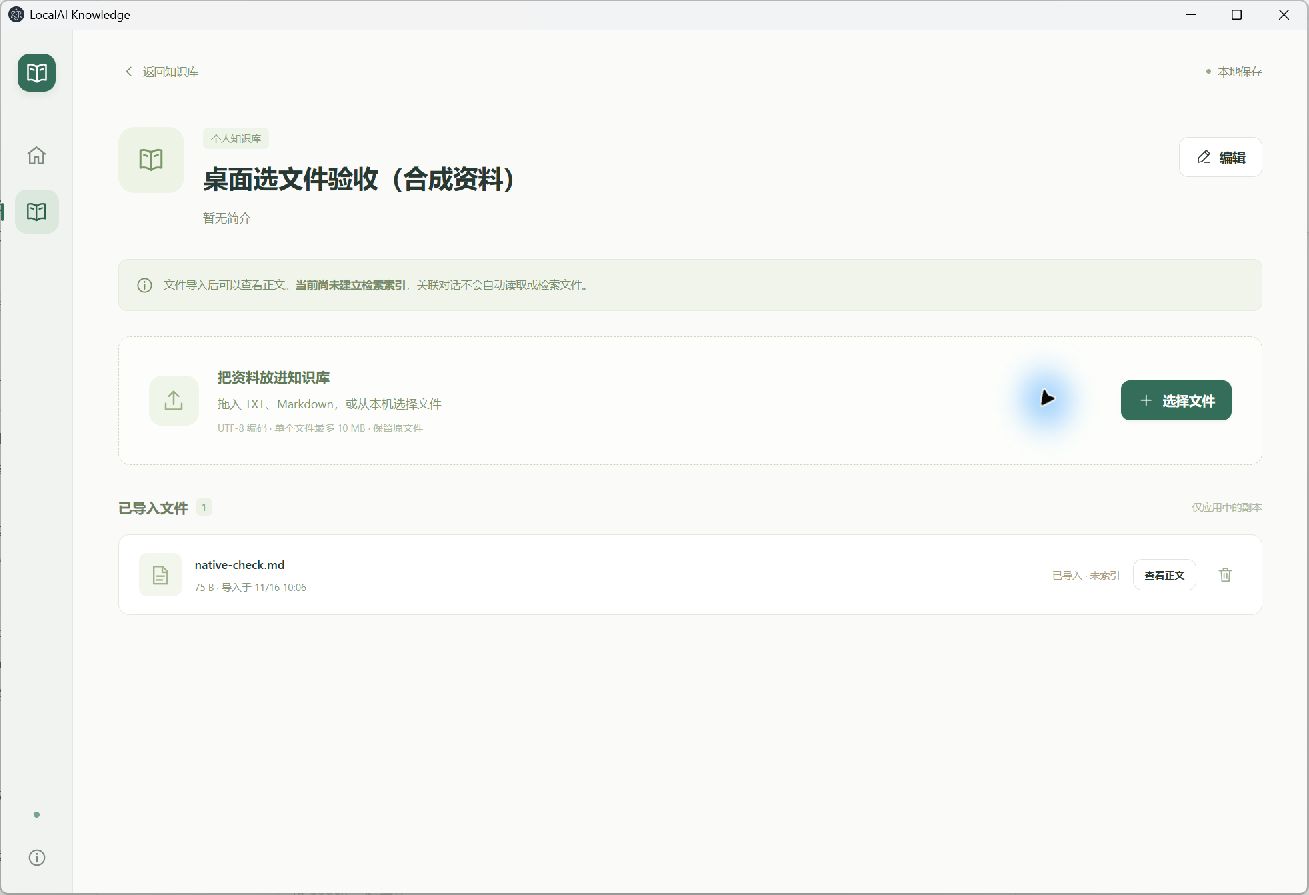 LocalAI Knowledge
返回知识库
本地保存
个人知识库
桌面选文件验收（合成资料）
编辑
暂无简介
文件导入后可以查看正文。当前尚未建立检索索引，关联对话不会自动读取或检索文件。
把资料放进知识库
拖入 TXT、Markdown，或从本机选择文件
UTF-8 编码 · 单个文件最多 10 MB · 保留原文件
选择文件
已导入文件 1
仅应用中的副本
native-check.md
75 B · 导入于 11/16 10:06
已导入 · 未索引
查看正文